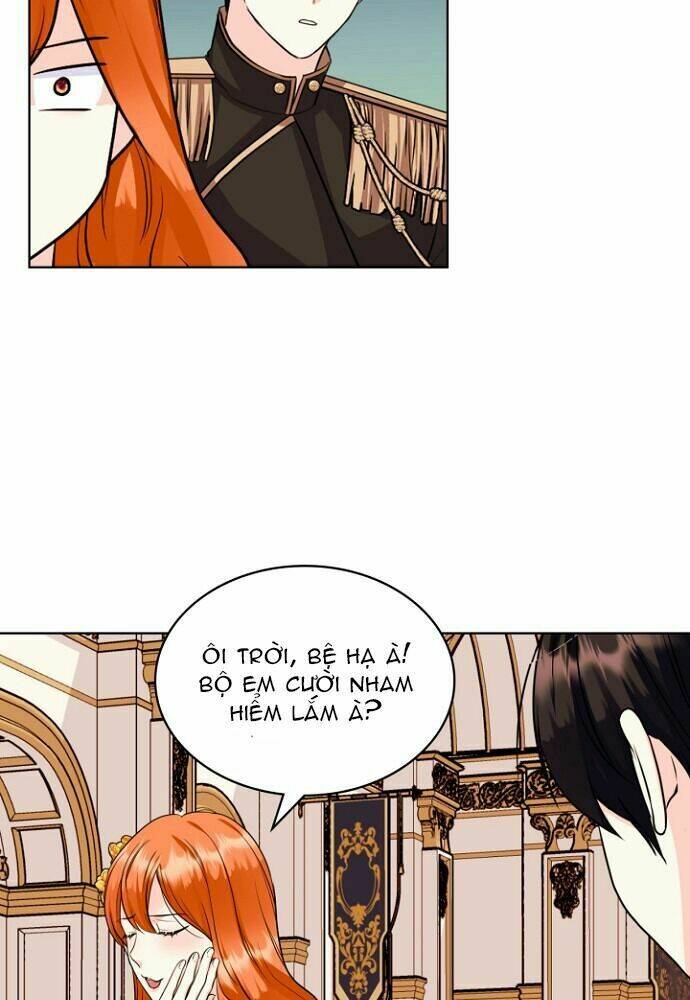 ÔI TRỜI, BỆ HẠ À!
BỘ EM CƯỜI NHAM
HIỂM LẮM À?